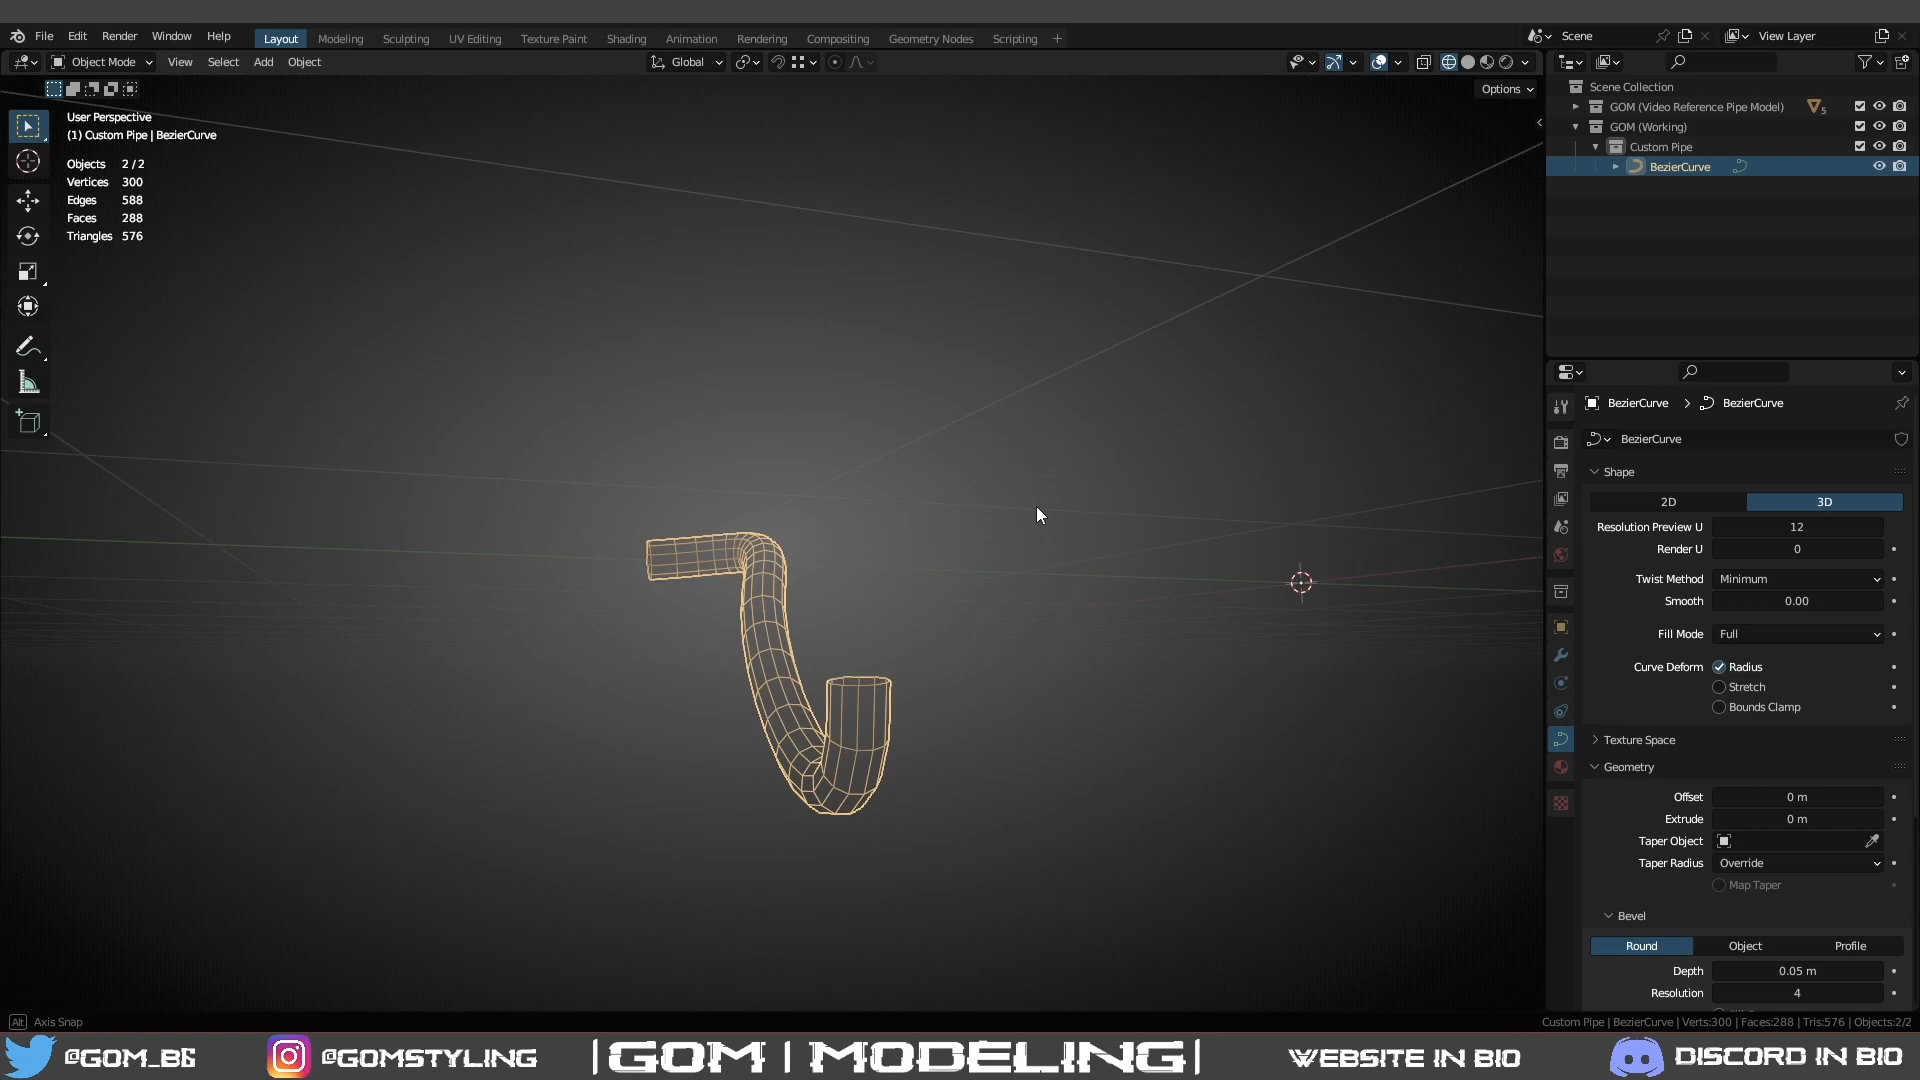 File Edit Render Window Help Layout Modeling Sculpting UV Editing Texture Paint Shading Animation Rendering Compositing Geometry Nodes Scripting + Scene View Layer
Object Mode View Select Add Object Global
Options
User Perspective
(1) Custom Pipe | BezierCurve
Objects 2 / 2
Vertices 300
Edges 588
Faces 288
Triangles 576
Scene Collection
GOM (Video Reference Pipe Model) 5
GOM (Working)
Custom Pipe
BezierCurve
BezierCurve > BezierCurve
BezierCurve
Shape
2D 3D
Resolution Preview U 12
Render U 0
Twist Method Minimum
Smooth 0.00
Fill Mode Full
Curve Deform Radius
Stretch
Bounds Clamp
Texture Space
Geometry
Offset 0 m
Extrude 0 m
Taper Object
Taper Radius Override
Map Taper
Bevel
Round Object Profile
Depth 0.05 m
Resolution 4
Alt Axis Snap
Custom Pipe | BezierCurve | Verts:300 | Faces:288 | Tris:576 | Objects:2/2
@GOM_B6 @GOMSTYLING |GOM | MODELING| WEBSITE IN BIO DISCORD IN BIO